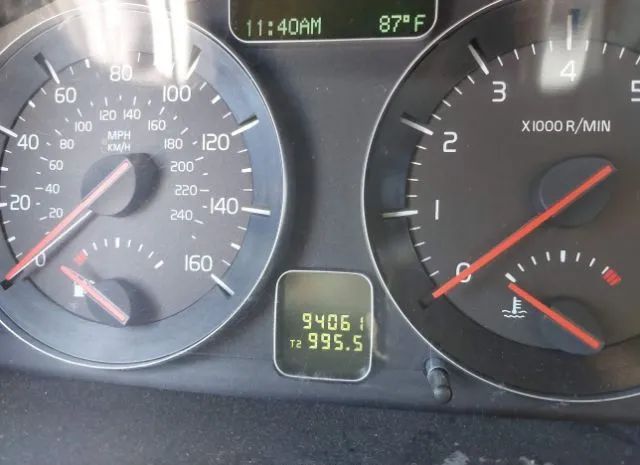 11:40AM 87°F
0 20 40 60 80 100 120 140 160
20 40 60 80 100 120 140 160 180 200 220 240
MPH
KM/H
0 1 2 3 4 5
X1000 R/MIN
94061
T2 995.5